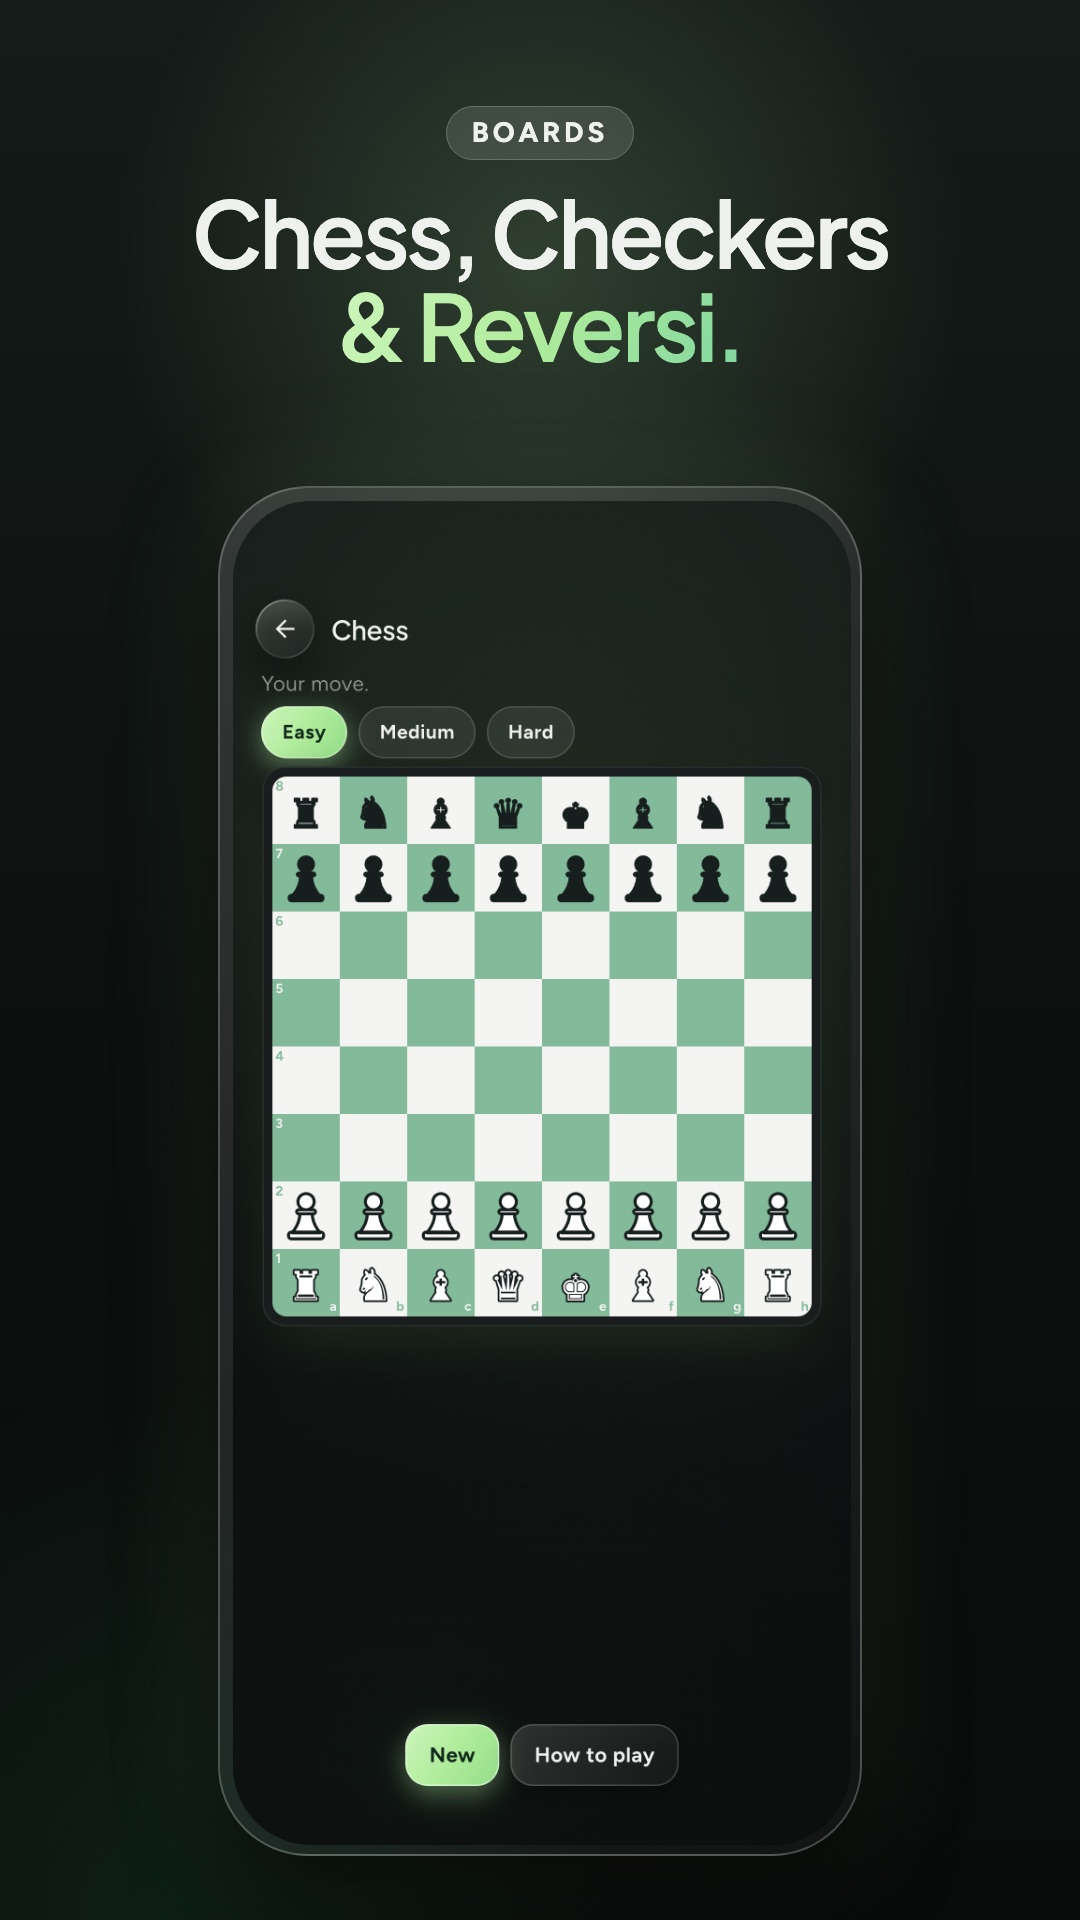 BOARDS
Chess, Checkers
& Reversi.
Chess
Your move.
Easy Medium Hard
8
7
6
5
4
3
2
1
a b c d e f g h
New How to play